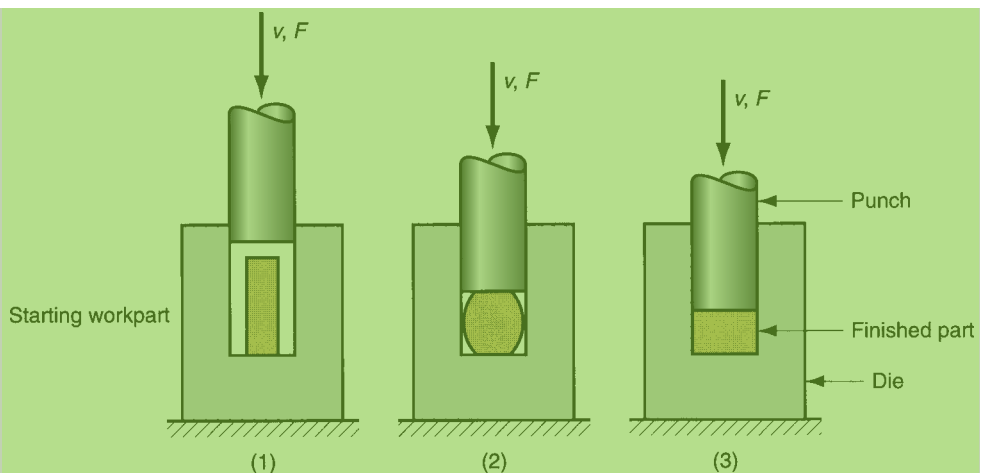 v, F
v, F
v, F
Punch
Starting workpart
Finished part
Die
(1)
(2)
(3)